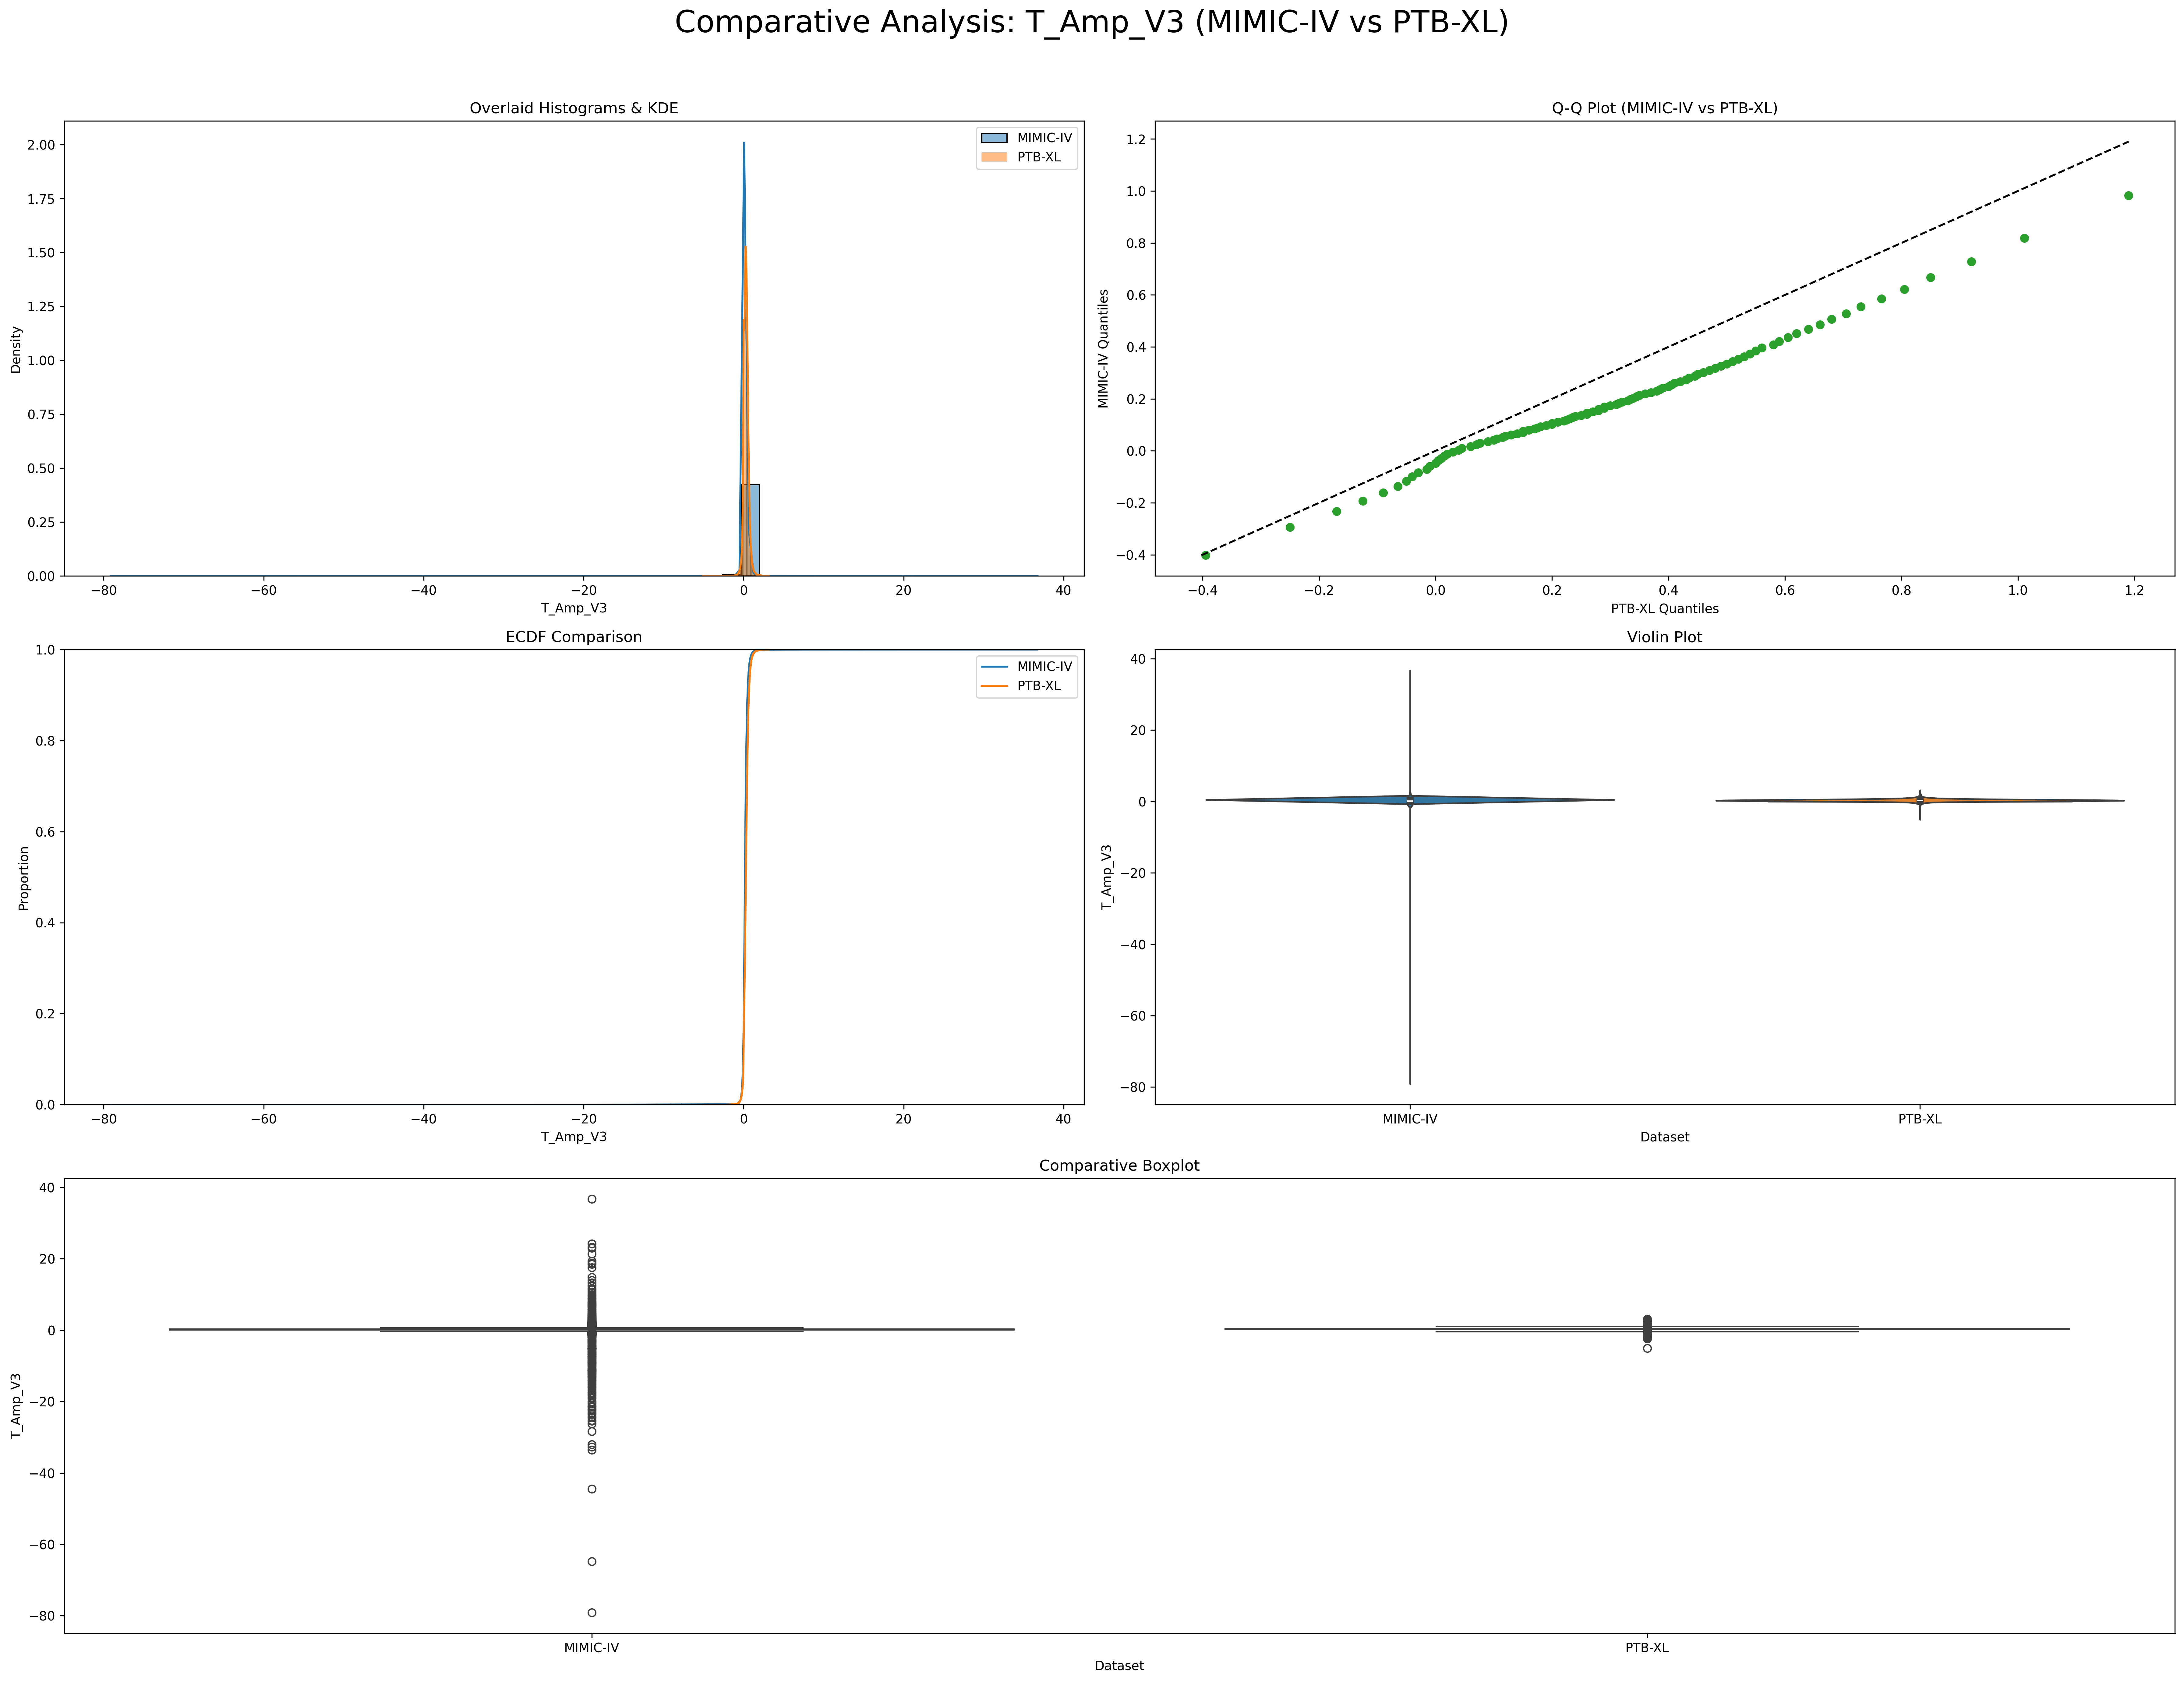 Comparative Analysis: T_Amp_V3 (MIMIC-IV vs PTB-XL)
Overlaid Histograms & KDE
MIMIC-IV
PTB-XL
Density
2.00
1.75
1.50
1.25
1.00
0.75
0.50
0.25
0.00
−80 −60 −40 −20 0 20 40
T_Amp_V3
Q-Q Plot (MIMIC-IV vs PTB-XL)
MIMIC-IV Quantiles
1.2
1.0
0.8
0.6
0.4
0.2
0.0
−0.2
−0.4
−0.4 −0.2 0.0 0.2 0.4 0.6 0.8 1.0 1.2
PTB-XL Quantiles
ECDF Comparison
MIMIC-IV
PTB-XL
Proportion
1.0
0.8
0.6
0.4
0.2
0.0
−80 −60 −40 −20 0 20 40
T_Amp_V3
Violin Plot
T_Amp_V3
40
20
0
−20
−40
−60
−80
MIMIC-IV PTB-XL
Dataset
Comparative Boxplot
T_Amp_V3
40
20
0
−20
−40
−60
−80
MIMIC-IV PTB-XL
Dataset